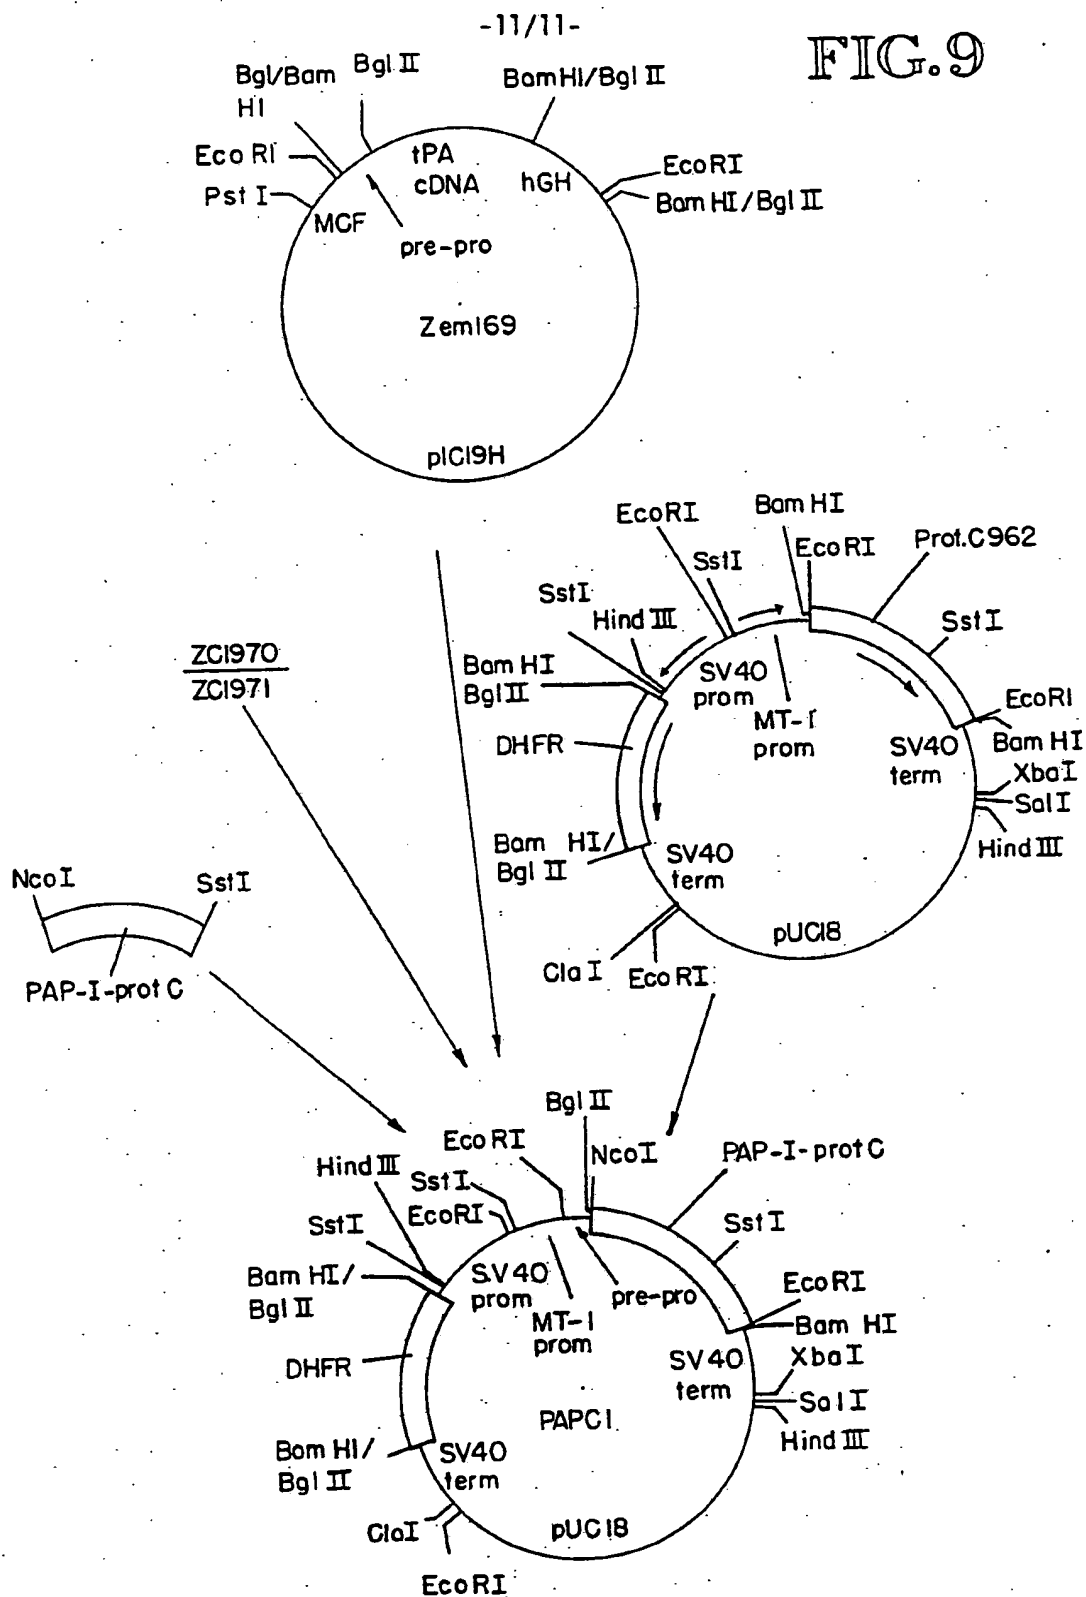 -11/11-
FIG. 9
Bgl/Bam
HI
Bgl II
BamHI/Bgl II
Eco RI
Pst I
tPA
cDNA
hGH
EcoRI
Bam HI/Bgl II
MCF
pre-pro
Zem169
pIC19H
EcoRI
Bam HI
SstI
EcoRI
Prot.C962
SstI
Hind III
SstI
ZC1970
ZC1971
Bam HI
Bgl II
SV40
prom
MT-1
prom
EcoRI
Bam HI
DHFR
SV40
term
XbaI
SalI
Hind III
Bam HI/
Bgl II
SV40
term
NcoI
SstI
pUC18
Cla I
EcoRI
PAP-I-prot C
Bgl II
Eco RI
NcoI
PAP-I-prot C
Hind III
SstI
EcoRI
SstI
SstI
Bam HI/
Bgl II
SV40
prom
pre-pro
EcoRI
MT-1
prom
Bam HI
DHFR
SV40
term
XbaI
SalI
PAPC1
Hind III
Bam HI/
Bgl II
SV40
term
ClaI
pUC18
EcoRI